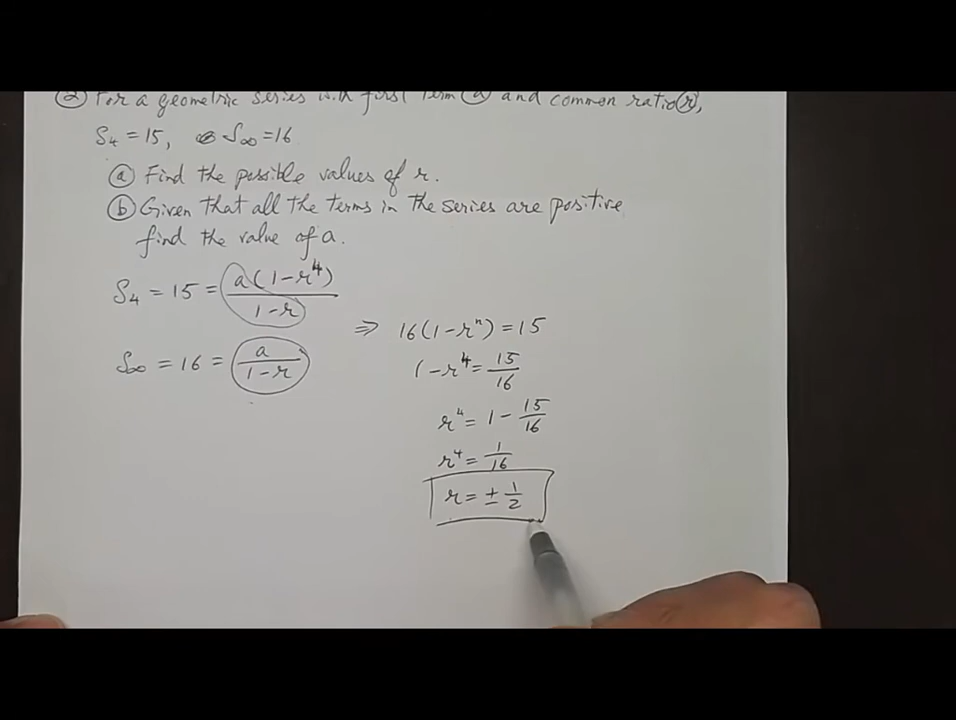 ② For a geometric series with first term ⓐ and common ratio ⓡ,
S₄ = 15, S∞ = 16
ⓐ Find the possible values of r.
ⓑ Given that all the terms in the series are positive
find the value of a.
S₄ = 15 = a(1-r⁴)/(1-r)
S∞ = 16 = a/(1-r)
⇒ 16(1-rⁿ) = 15
1-r⁴ = 15/16
r⁴ = 1 - 15/16
r⁴ = 1/16
r = ± 1/2